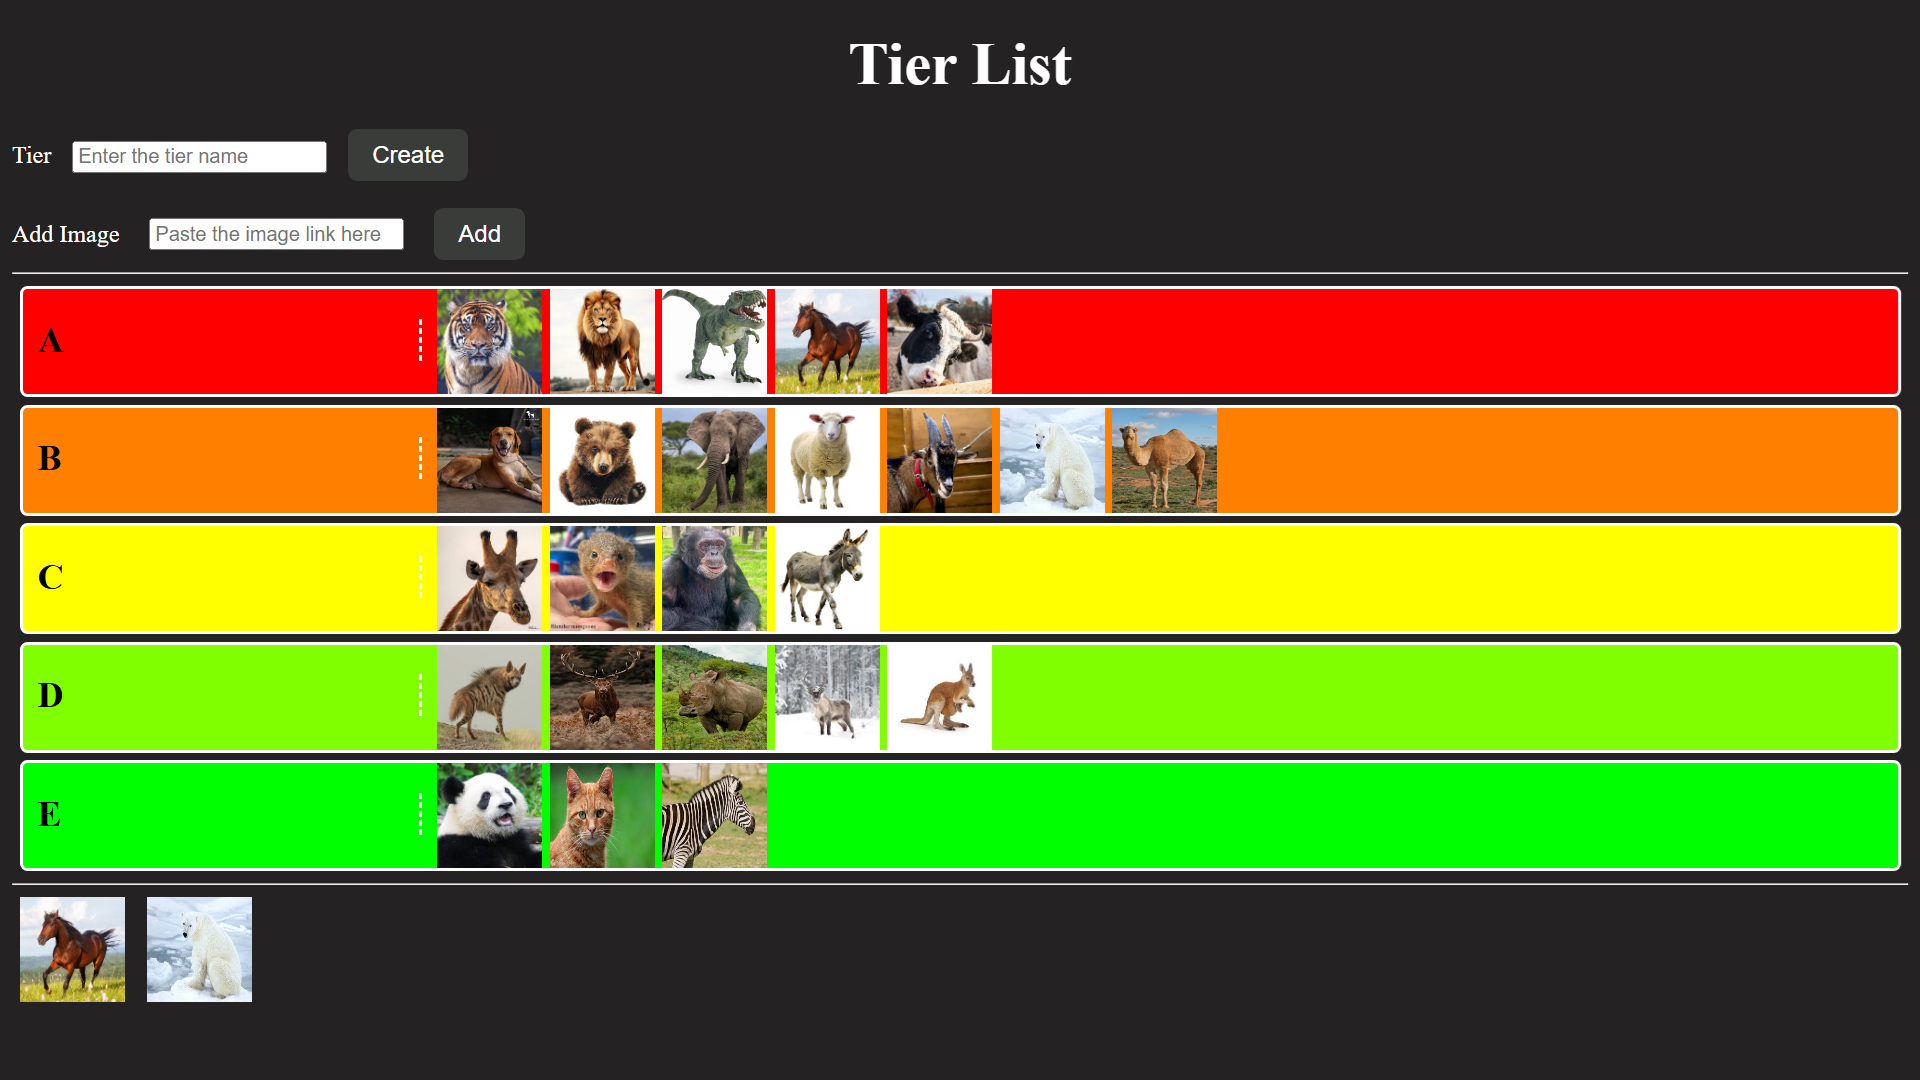 Tier List
Tier Enter the tier name Create
Add Image Paste the image link here Add
A
B
C
D
E